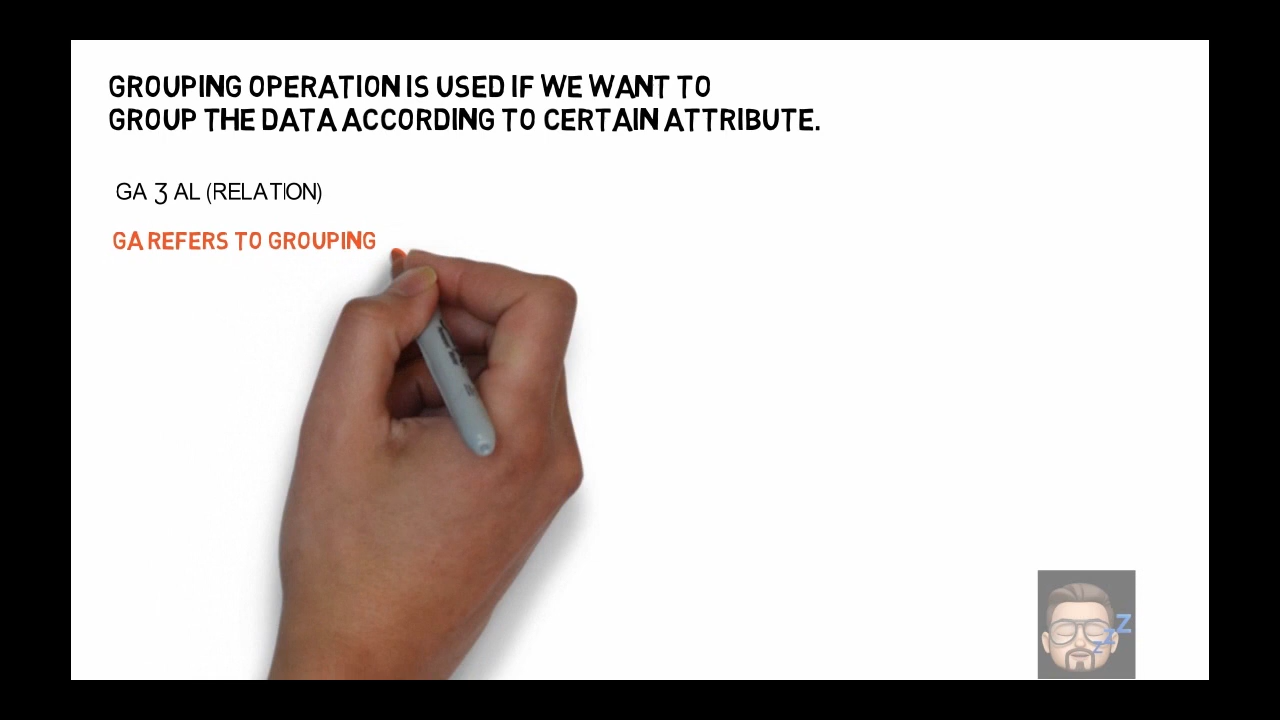 GROUPING OPERATION IS USED IF WE WANT TO
GROUP THE DATA ACCORDING TO CERTAIN ATTRIBUTE.
GA ʒ AL (RELATION)
GA REFERS TO GROUPING
z z Z